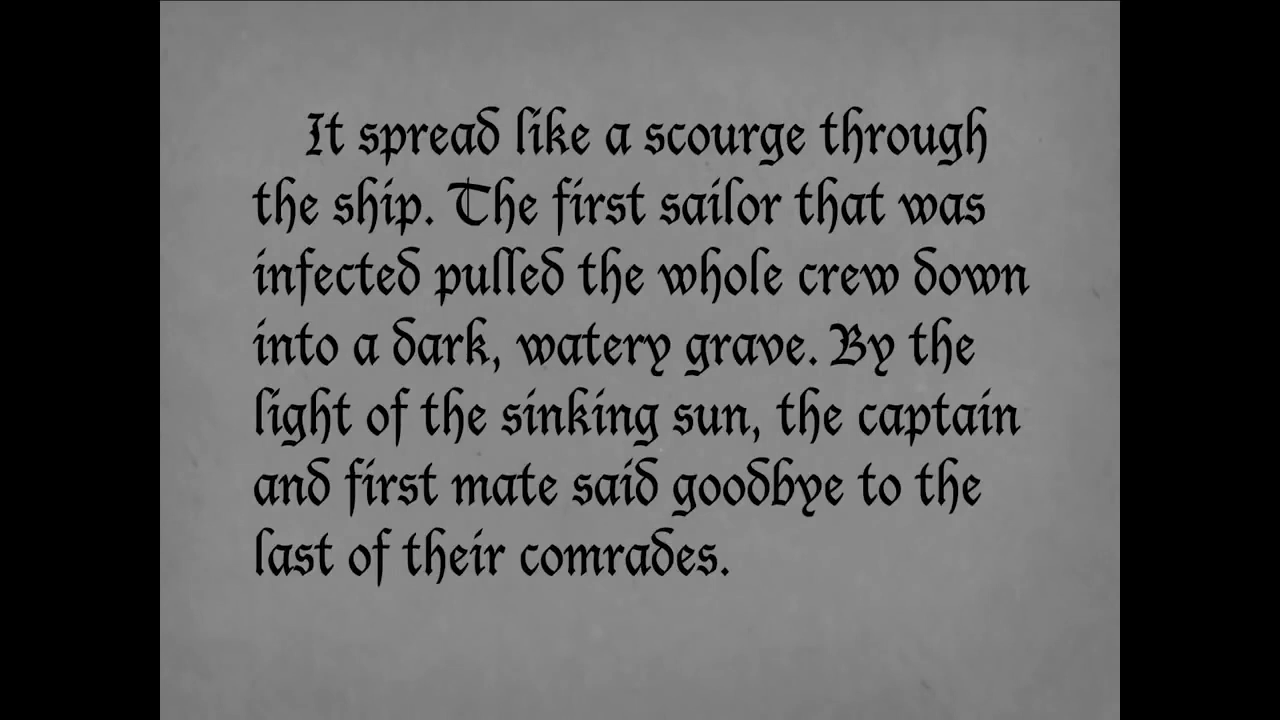 It spread like a scourge through
the ship. The first sailor that was
infected pulled the whole crew down
into a dark, watery grave. By the
light of the sinking sun, the captain
and first mate said goodbye to the
last of their comrades.